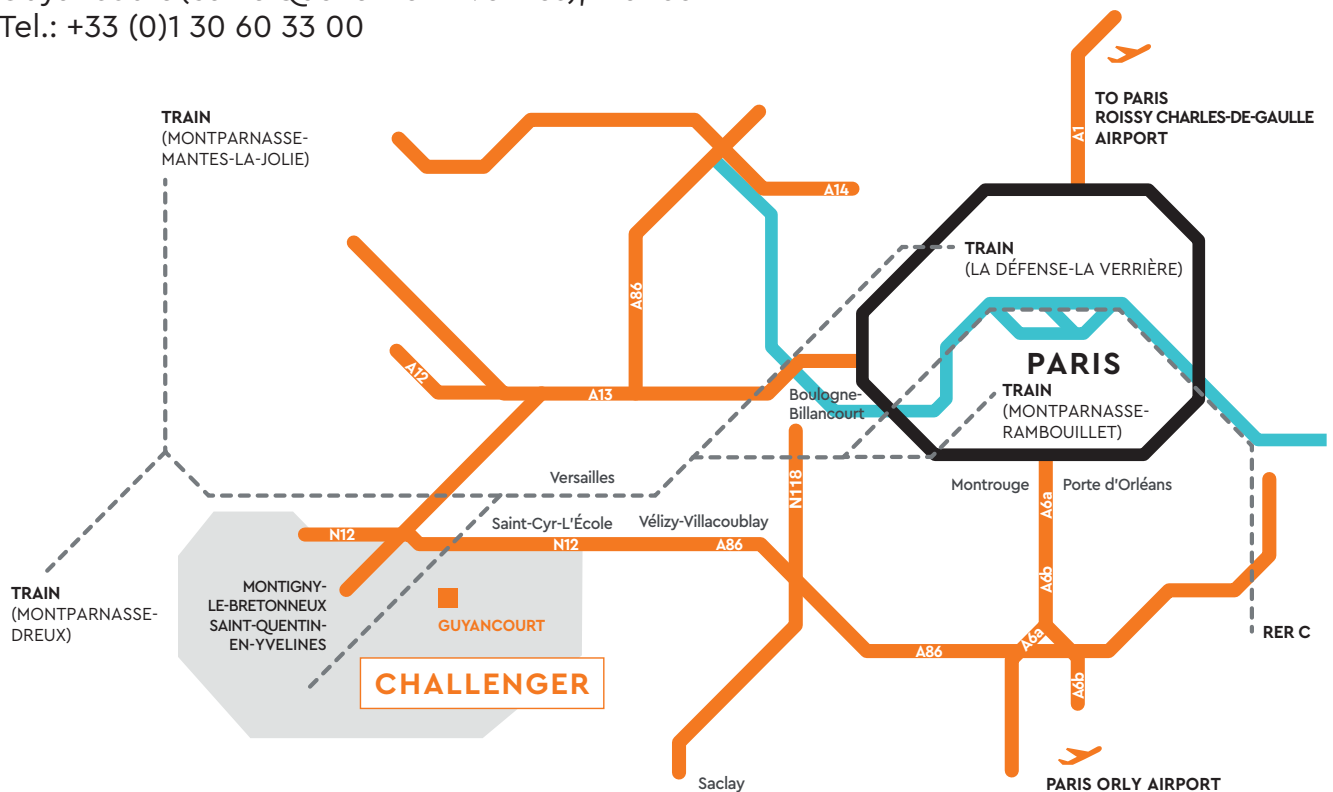 Tel.: +33 (0)1 30 60 33 00
TRAIN
(MONTPARNASSE-
MANTES-LA-JOLIE)
TO PARIS
ROISSY CHARLES-DE-GAULLE
AIRPORT
A1
A14
TRAIN
(LA DÉFENSE-LA VERRIÈRE)
A86
PARIS
A12
A13
Boulogne-
Billancourt
TRAIN
(MONTPARNASSE-
RAMBOUILLET)
Versailles
N118
Montrouge
Porte d'Orléans
A6a
Saint-Cyr-L'École
Vélizy-Villacoublay
N12
N12
A86
A6b
TRAIN
(MONTPARNASSE-
DREUX)
MONTIGNY-
LE-BRETONNEUX
SAINT-QUENTIN-
EN-YVELINES
GUYANCOURT
RER C
A6a
A86
CHALLENGER
A6b
Saclay
PARIS ORLY AIRPORT